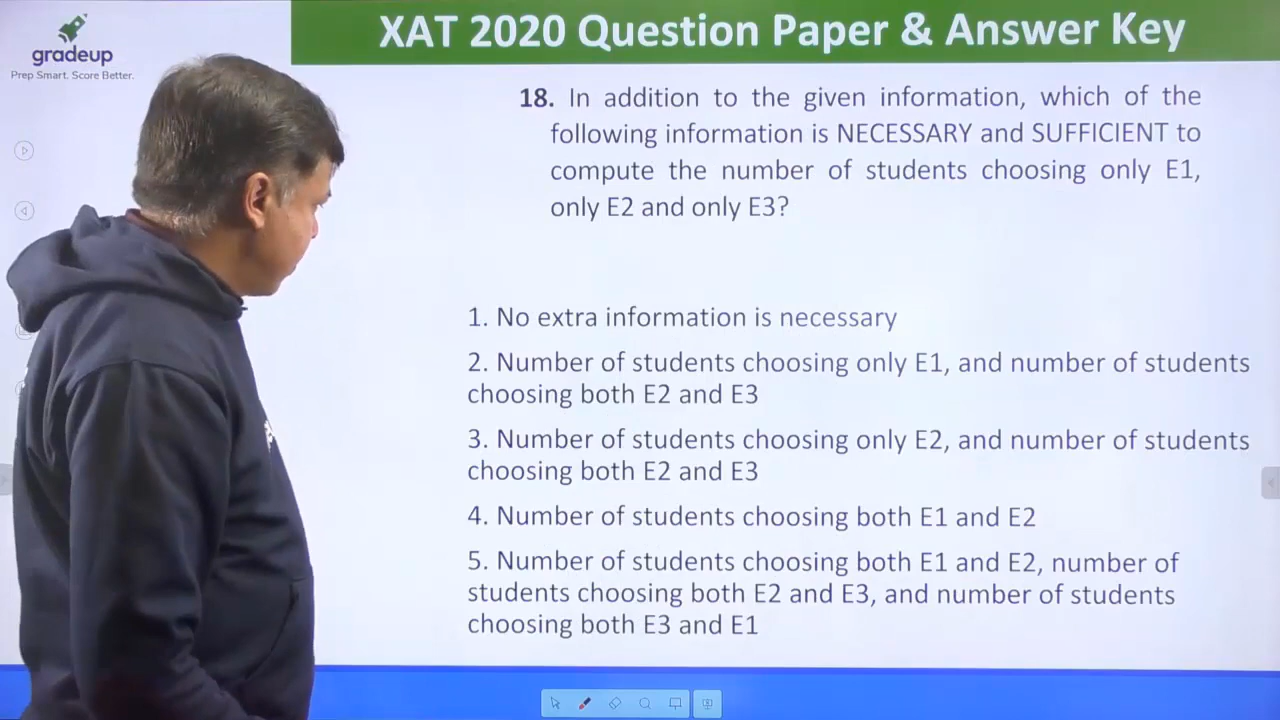 gradeup
Prep Smart. Score Better.
XAT 2020 Question Paper & Answer Key
18. In addition to the given information, which of the
following information is NECESSARY and SUFFICIENT to
compute the number of students choosing only E1,
only E2 and only E3?
1. No extra information is necessary
2. Number of students choosing only E1, and number of students
choosing both E2 and E3
3. Number of students choosing only E2, and number of students
choosing both E2 and E3
4. Number of students choosing both E1 and E2
5. Number of students choosing both E1 and E2, number of
students choosing both E2 and E3, and number of students
choosing both E3 and E1